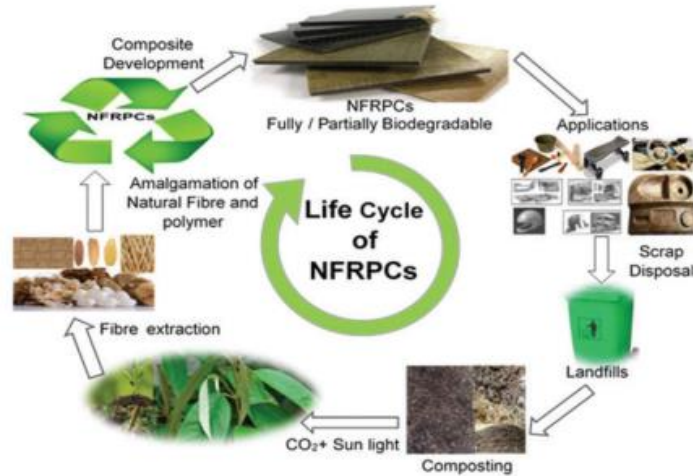 Composite
Development
NFRPCs
NFRPCs
Fully / Partially Biodegradable
Applications
Amalgamation of
Natural Fibre and
polymer
Life Cycle
of
NFRPCs
Scrap
Disposal
Fibre extraction
Landfills
CO₂+ Sun light
Composting